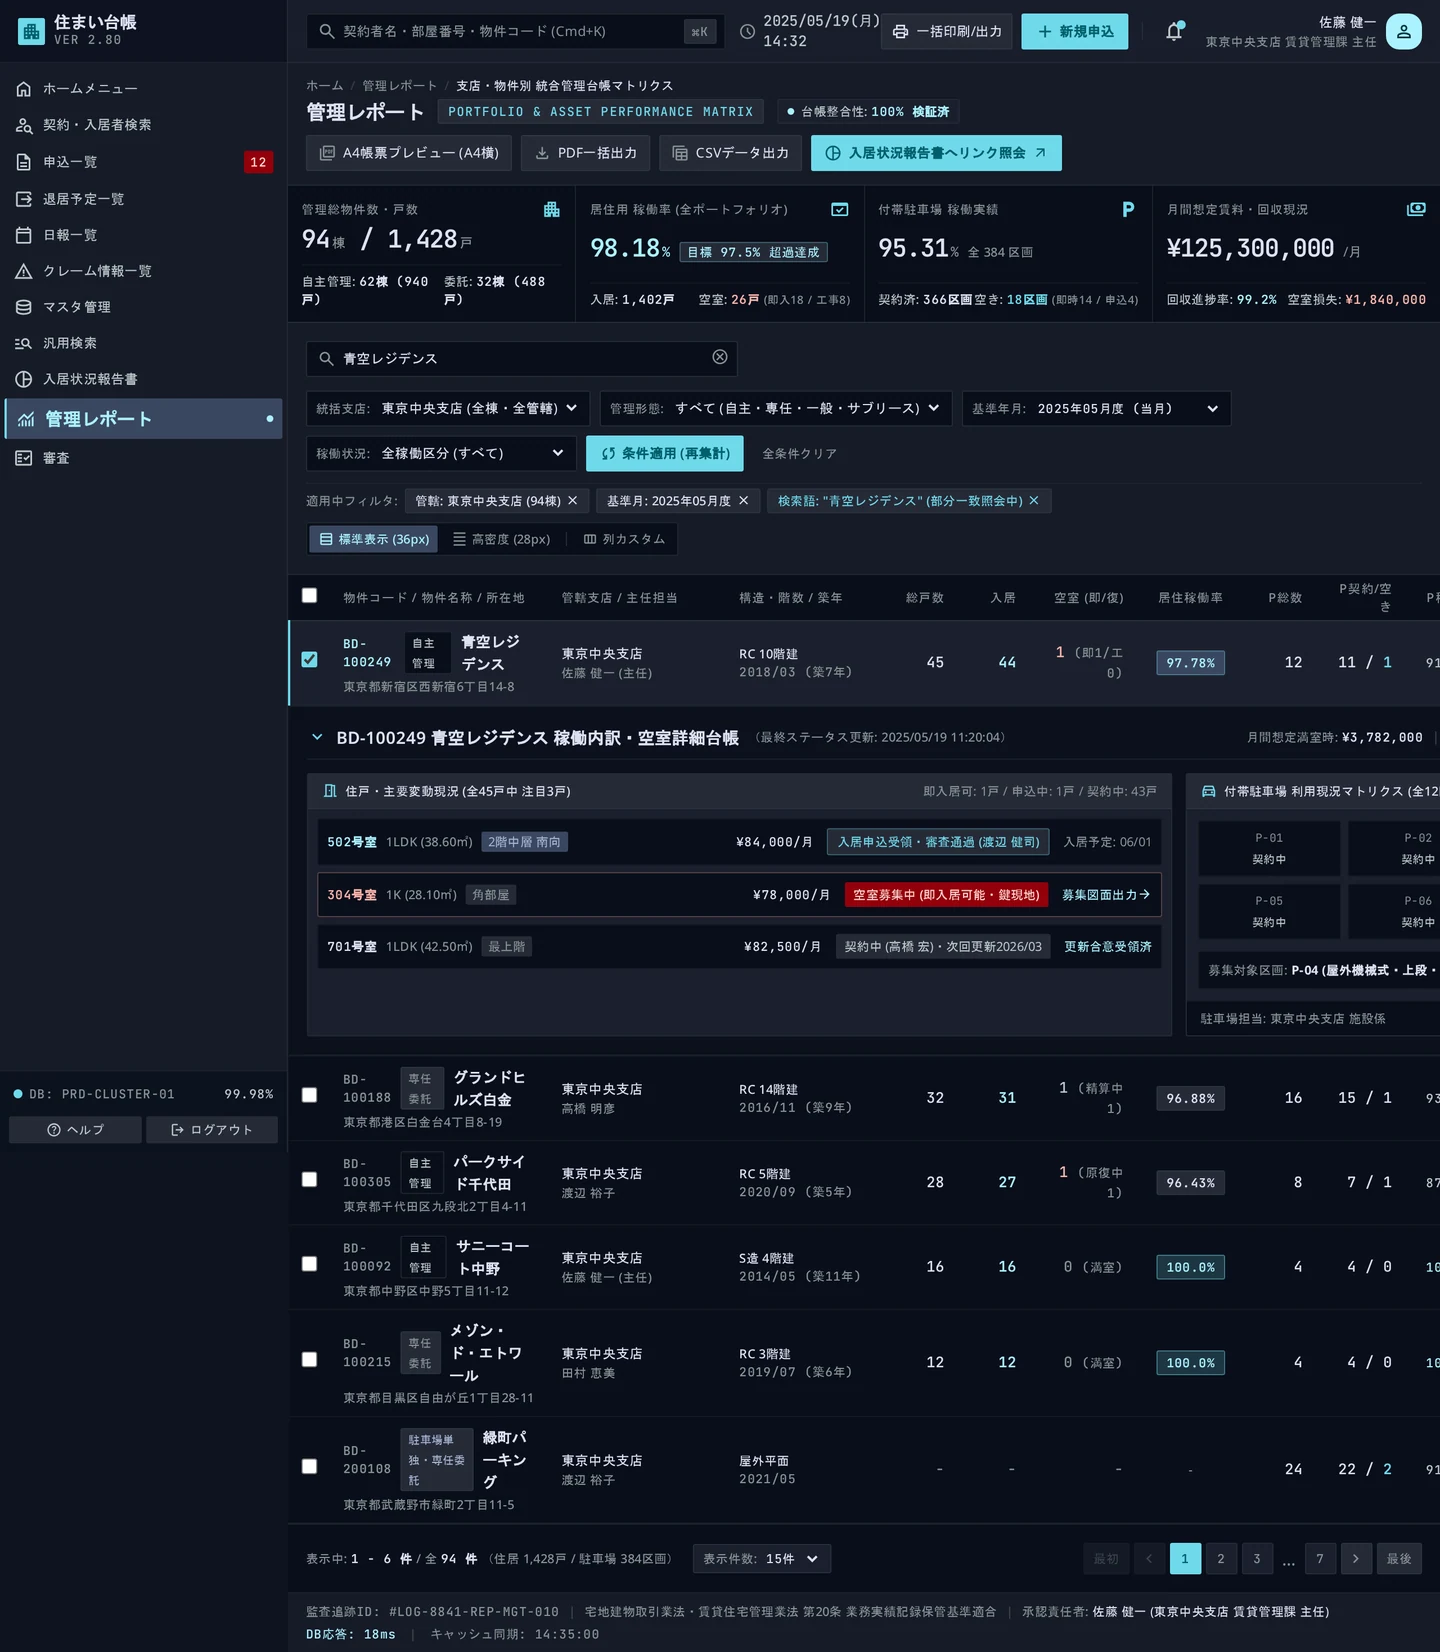 住まい台帳
VER 2.80
契約者名・部屋番号・物件コード (Cmd+K)
⌘K
2025/05/19(月) 14:32
一括印刷/出力
新規申込
佐藤 健一
東京中央支店 賃貸管理課 主任
ホームメニュー
契約・入居者検索
申込一覧
12
退居予定一覧
日報一覧
クレーム情報一覧
マスタ管理
汎用検索
入居状況報告書
管理レポート
審査
DB: PRD-CLUSTER-01
99.98%
ヘルプ
ログアウト
ホーム / 管理レポート / 支店・物件別 統合管理台帳マトリクス
管理レポート
PORTFOLIO & ASSET PERFORMANCE MATRIX
台帳整合性: 100% 検証済
A4帳票プレビュー (A4横)
PDF一括出力
CSVデータ出力
入居状況報告書へリンク照会
管理総物件数・戸数
94棟 / 1,428戸
自主管理: 62棟 (940戸)
委託: 32棟 (488戸)
居住用 稼働率 (全ポートフォリオ)
98.18%
目標 97.5% 超過達成
入居: 1,402戸
空室: 26戸 (即入18 / 工事8)
付帯駐車場 稼働実績
95.31% 全 384 区画
契約済: 366区画
空き: 18区画 (即時14 / 申込4)
月間想定賃料・回収現況
¥125,300,000 /月
回収進捗率: 99.2%
空室損失: ¥1,840,000
青空レジデンス
統括支店: 東京中央支店 (全棟・全管轄)
管理形態: すべて (自主・専任・一般・サブリース)
基準年月: 2025年05月度 (当月)
稼働状況: 全稼働区分 (すべて)
条件適用 (再集計)
全条件クリア
適用中フィルタ:
管轄: 東京中央支店 (94棟)
基準月: 2025年05月度
検索語: "青空レジデンス" (部分一致照会中)
標準表示 (36px)
高密度 (28px)
列カスタム
物件コード / 物件名称 / 所在地
管轄支店 / 主任担当
構造・階数 / 築年
総戸数
入居
空室 (即/復)
居住稼働率
P総数
P契約/空き
BD-100249
自主管理
青空レジデンス
東京都新宿区西新宿6丁目14-8
東京中央支店
佐藤 健一 (主任)
RC 10階建
2018/03 (築7年)
45
44
1 (即1/工0)
97.78%
12
11 / 1
91
BD-100249 青空レジデンス 稼働内訳・空室詳細台帳
(最終ステータス更新: 2025/05/19 11:20:04)
月間想定満室時: ¥3,782,000
住戸・主要変動現況 (全45戸中 注目3戸)
即入居可: 1戸 / 申込中: 1戸 / 契約中: 43戸
502号室 1LDK (38.60㎡) 2階中層 南向
¥84,000/月
入居申込受領・審査通過 (渡辺 健司)
入居予定: 06/01
304号室 1K (28.10㎡) 角部屋
¥78,000/月
空室募集中 (即入居可能・鍵現地)
募集図面出力→
701号室 1LDK (42.50㎡) 最上階
¥82,500/月
契約中 (高橋 宏)・次回更新2026/03
更新合意受領済
付帯駐車場 利用現況マトリクス (全12
P-01
契約中
P-02
契約中
P-05
契約中
P-06
契約中
募集対象区画: P-04 (屋外機械式・上段・
駐車場担当: 東京中央支店 施設係
BD-100188
専任委託
グランドヒルズ白金
東京都港区白金台4丁目8-19
東京中央支店
高橋 明彦
RC 14階建
2016/11 (築9年)
32
31
1 (精算中1)
96.88%
16
15 / 1
93
BD-100305
自主管理
パークサイド千代田
東京都千代田区九段北2丁目4-11
東京中央支店
渡辺 裕子
RC 5階建
2020/09 (築5年)
28
27
1 (原復中1)
96.43%
8
7 / 1
87
BD-100092
自主管理
サニーコート中野
東京都中野区中野5丁目11-12
東京中央支店
佐藤 健一 (主任)
S造 4階建
2014/05 (築11年)
16
16
0 (満室)
100.0%
4
4 / 0
10
BD-100215
専任委託
メゾン・ド・エトワール
東京都目黒区自由が丘1丁目28-11
東京中央支店
田村 恵美
RC 3階建
2019/07 (築6年)
12
12
0 (満室)
100.0%
4
4 / 0
10
BD-200108
駐車場単独・専任委託
緑町パーキング
東京都武蔵野市緑町2丁目11-5
東京中央支店
渡辺 裕子
屋外平面
2021/05
-
-
-
-
24
22 / 2
91
表示中: 1 - 6 件 / 全 94 件 (住居 1,428戸 / 駐車場 384区画)
表示件数: 15件
最初
1
2
3
...
7
最後
監査追跡ID: #LOG-8841-REP-MGT-010 | 宅地建物取引業法・賃貸住宅管理業法 第20条 業務実績記録保管基準適合 | 承認責任者: 佐藤 健一 (東京中央支店 賃貸管理課 主任)
DB応答: 18ms | キャッシュ同期: 14:35:00